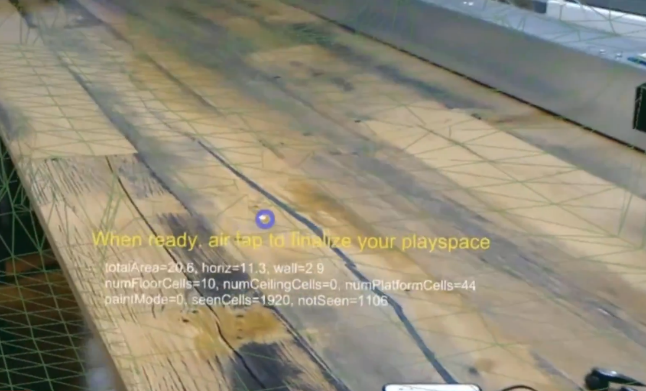 When ready, air tap to finalize your playspace
totalArea=20.6, horiz=11.3, wall=2.9
numFloorCells=10, numCeilingCells=0, numPlatformCells=44
paintMode=0, seenCells=1920, notSeen=1106